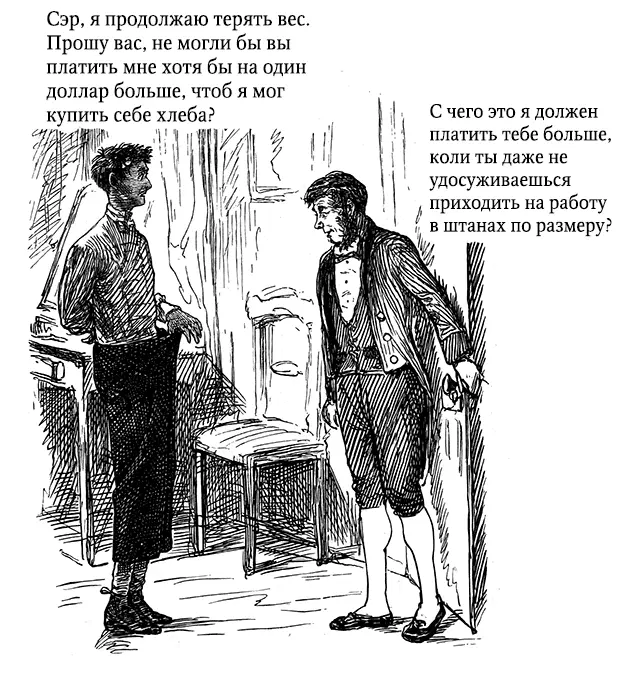 Сэр, я продолжаю терять вес.
Прошу вас, не могли бы вы
платить мне хотя бы на один
доллар больше, чтоб я мог
купить себе хлеба?
С чего это я должен
платить тебе больше,
коли ты даже не
удосуживаешься
приходить на работу
в штанах по размеру?